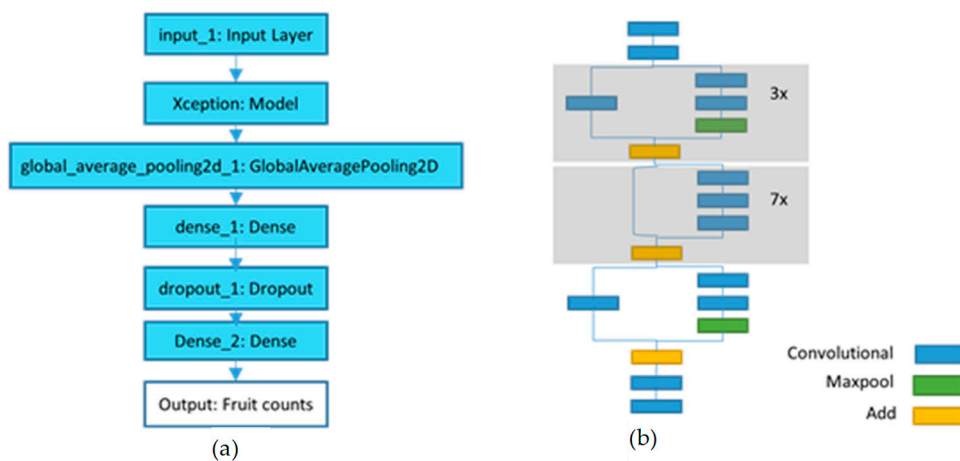 input_1: Input Layer
Xception: Model
global_average_pooling2d_1: GlobalAveragePooling2D
dense_1: Dense
dropout_1: Dropout
Dense_2: Dense
Output: Fruit counts
(a)
3x
7x
Convolutional
Maxpool
Add
(b)